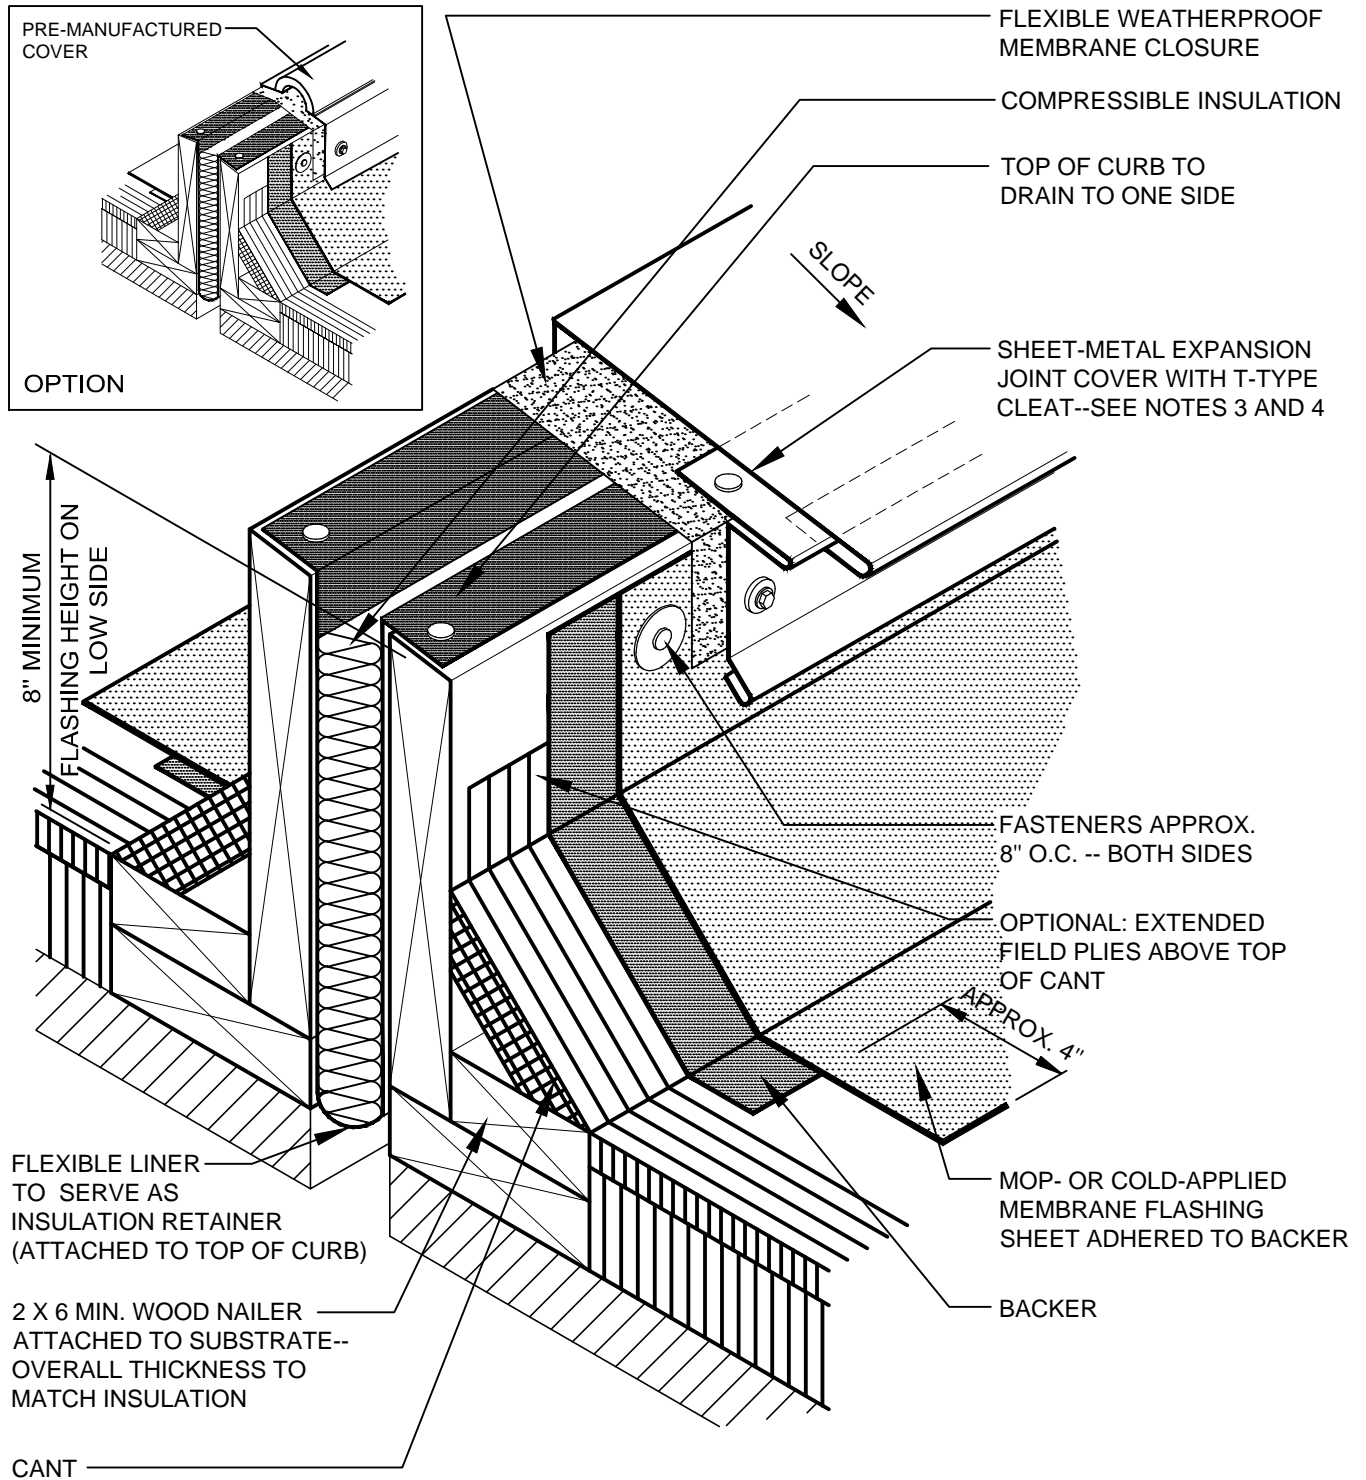 PRE-MANUFACTURED
COVER
OPTION
FLEXIBLE WEATHERPROOF
MEMBRANE CLOSURE
COMPRESSIBLE INSULATION
TOP OF CURB TO
DRAIN TO ONE SIDE
SLOPE
SHEET-METAL EXPANSION
JOINT COVER WITH T-TYPE
CLEAT--SEE NOTES 3 AND 4
8" MINIMUM
FLASHING HEIGHT ON
LOW SIDE
FASTENERS APPROX.
8" O.C. -- BOTH SIDES
OPTIONAL: EXTENDED
FIELD PLIES ABOVE TOP
OF CANT
APPROX. 4"
MOP- OR COLD-APPLIED
MEMBRANE FLASHING
SHEET ADHERED TO BACKER
BACKER
FLEXIBLE LINER
TO SERVE AS
INSULATION RETAINER
(ATTACHED TO TOP OF CURB)
2 X 6 MIN. WOOD NAILER
ATTACHED TO SUBSTRATE--
OVERALL THICKNESS TO
MATCH INSULATION
CANT